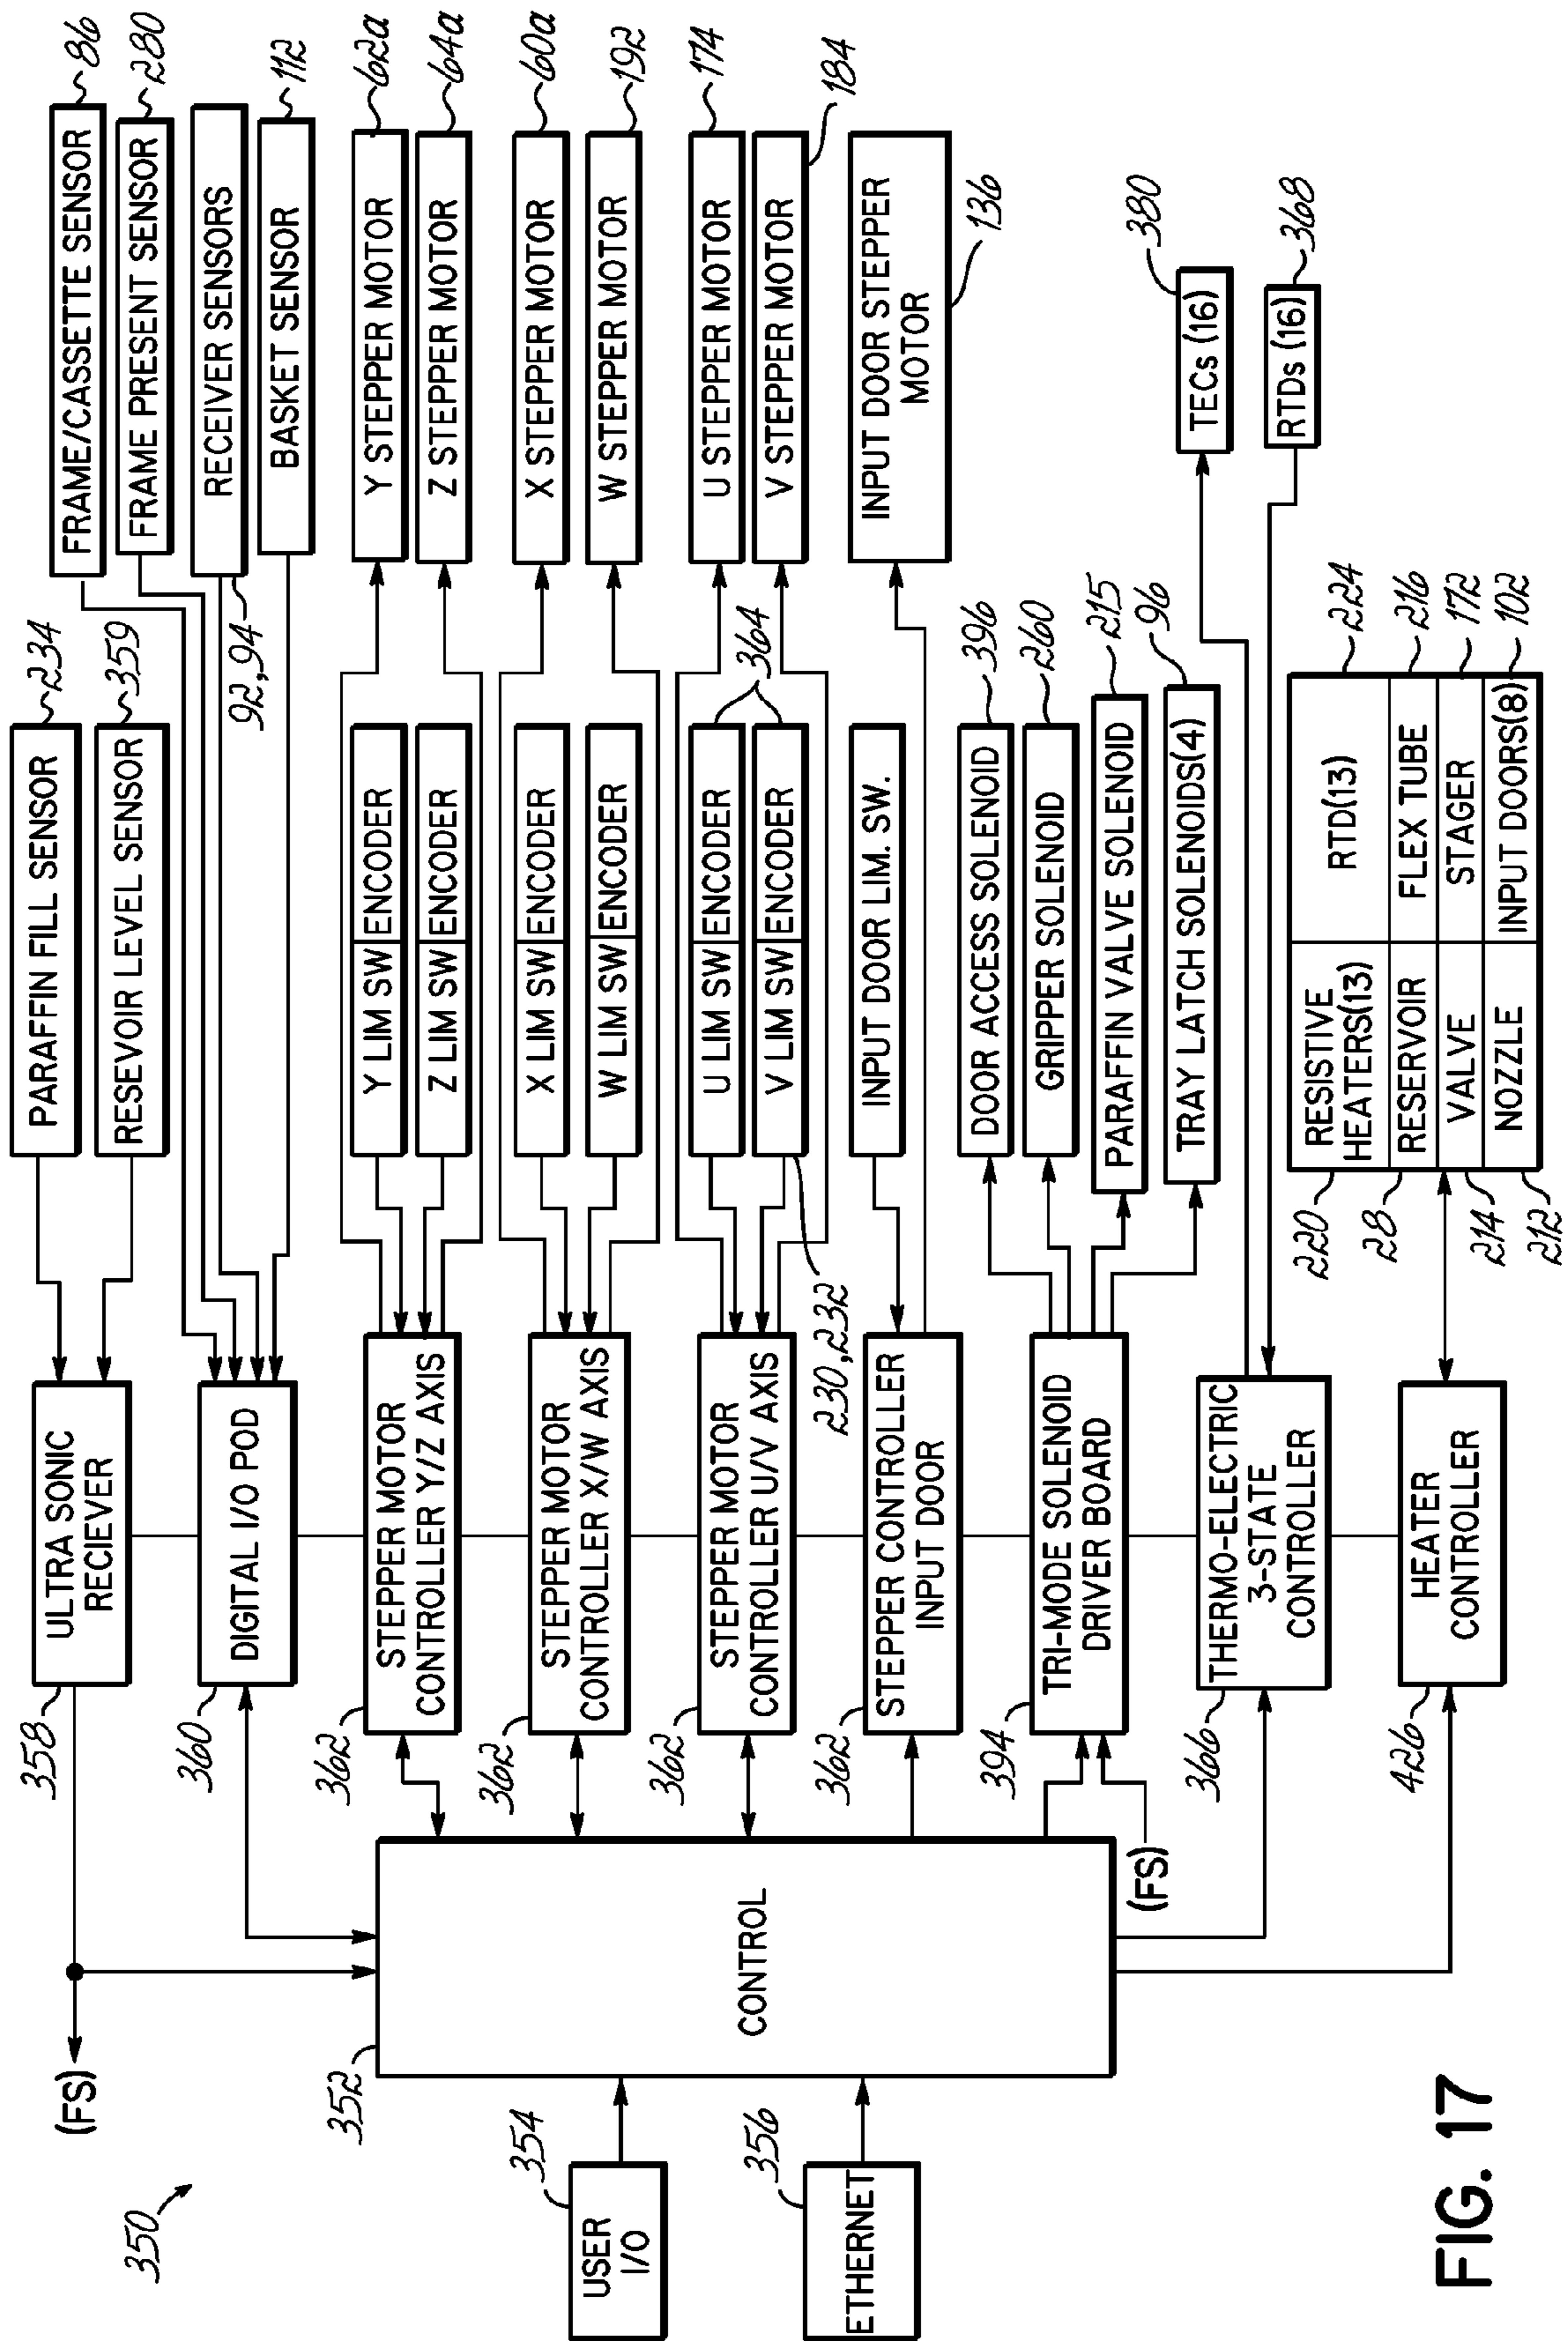 350
(FS)
358
ULTRA SONIC
RECIEVER
PARAFFIN FILL SENSOR
234
RESEVOIR LEVEL SENSOR
359
360
DIGITAL I/O POD
FRAME/CASSETTE SENSOR
86
FRAME PRESENT SENSOR
280
RECEIVER SENSORS
92,94
BASKET SENSOR
112
352
CONTROL
354
USER
I/O
356
ETHERNET
362
STEPPER MOTOR
CONTROLLER Y/Z AXIS
Y LIM SW
ENCODER
Z LIM SW
ENCODER
Y STEPPER MOTOR
62a
Z STEPPER MOTOR
64a
362
STEPPER MOTOR
CONTROLLER X/W AXIS
X LIM SW
ENCODER
W LIM SW
ENCODER
X STEPPER MOTOR
60a
W STEPPER MOTOR
192
362
STEPPER MOTOR
CONTROLLER U/V AXIS
U LIM SW
ENCODER
V LIM SW
ENCODER
364
230,232
U STEPPER MOTOR
174
V STEPPER MOTOR
184
362
STEPPER CONTROLLER
INPUT DOOR
INPUT DOOR LIM. SW.
INPUT DOOR STEPPER
MOTOR
136
394
TRI-MODE SOLENOID
DRIVER BOARD
(FS)
DOOR ACCESS SOLENOID
396
GRIPPER SOLENOID
260
PARAFFIN VALVE SOLENOID
215
TRAY LATCH SOLENOIDS(4)
96
366
THERMO-ELECTRIC
3-STATE
CONTROLLER
TECs (16)
380
RTDs (16)
368
426
HEATER
CONTROLLER
220
RESISTIVE
HEATERS(13)
RTD(13)
224
28
RESERVOIR
FLEX TUBE
216
214
VALVE
STAGER
172
212
NOZZLE
INPUT DOORS(8)
102
FIG. 17